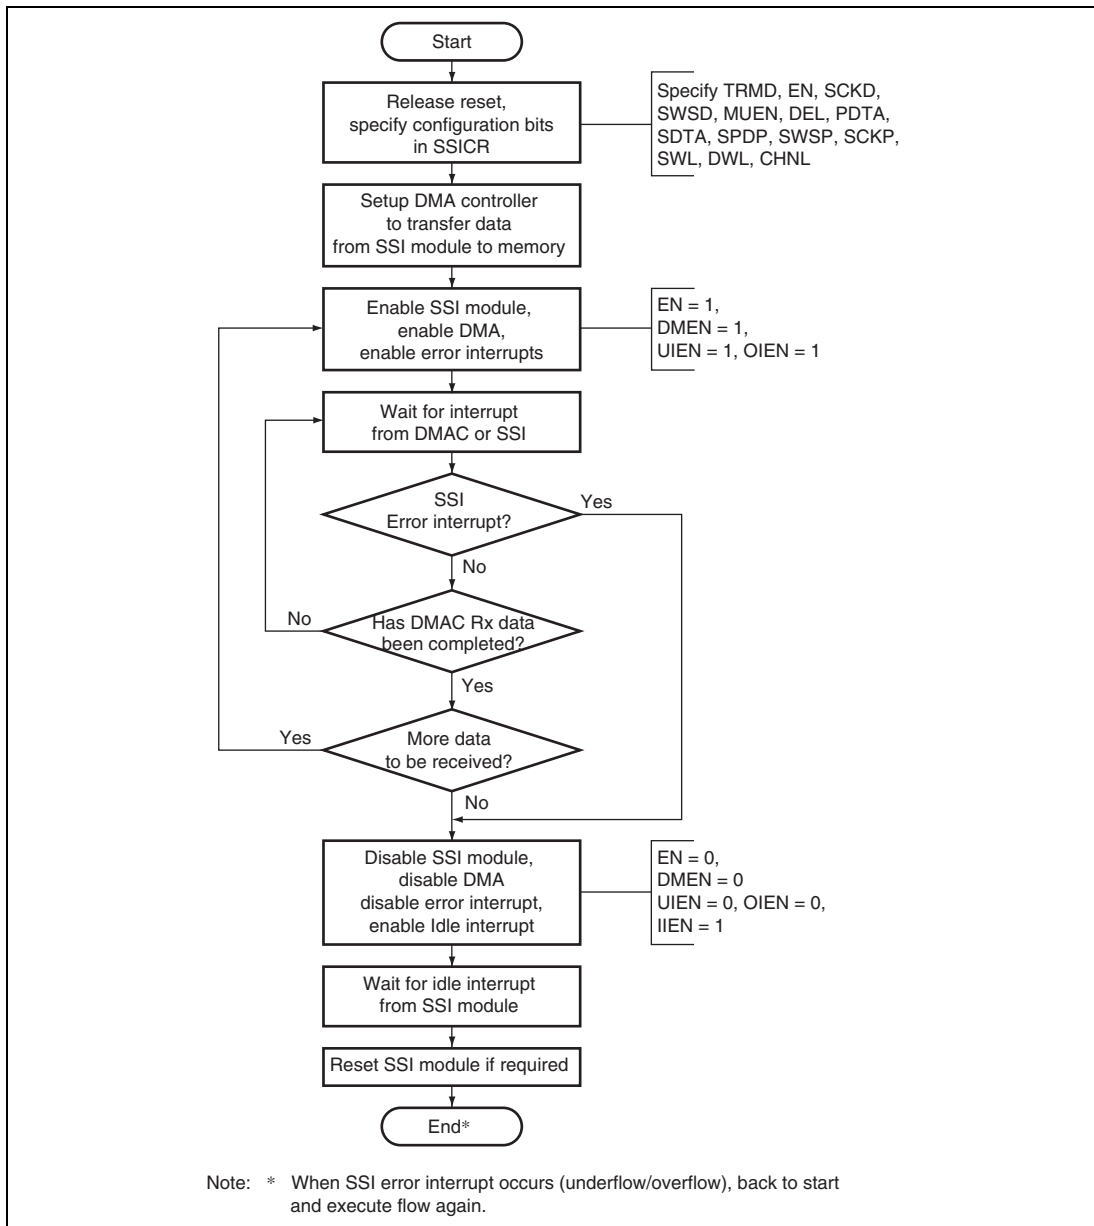 Start
Release reset,
specify configuration bits
in SSICR
Specify TRMD, EN, SCKD,
SWSD, MUEN, DEL, PDTA,
SDTA, SPDP, SWSP, SCKP,
SWL, DWL, CHNL
Setup DMA controller
to transfer data
from SSI module to memory
Enable SSI module,
enable DMA,
enable error interrupts
EN = 1,
DMEN = 1,
UIEN = 1, OIEN = 1
Wait for interrupt
from DMAC or SSI
SSI
Error interrupt?
Yes
No
Has DMAC Rx data
been completed?
No
Yes
More data
to be received?
Yes
No
Disable SSI module,
disable DMA
disable error interrupt,
enable Idle interrupt
EN = 0,
DMEN = 0
UIEN = 0, OIEN = 0,
IIEN = 1
Wait for idle interrupt
from SSI module
Reset SSI module if required
End*
Note: * When SSI error interrupt occurs (underflow/overflow), back to start
and execute flow again.